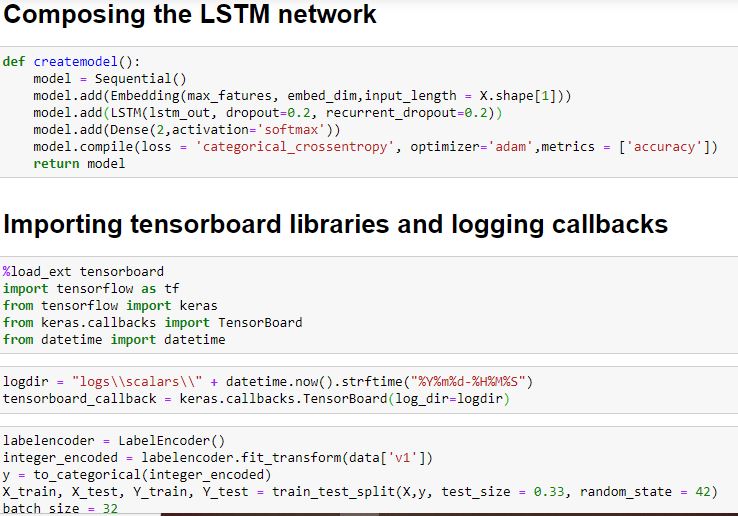 Composing the LSTM network
def createmodel():
    model = Sequential()
    model.add(Embedding(max_fatures, embed_dim,input_length = X.shape[1]))
    model.add(LSTM(lstm_out, dropout=0.2, recurrent_dropout=0.2))
    model.add(Dense(2,activation='softmax'))
    model.compile(loss = 'categorical_crossentropy', optimizer='adam',metrics = ['accuracy'])
    return model
Importing tensorboard libraries and logging callbacks
%load_ext tensorboard
import tensorflow as tf
from tensorflow import keras
from keras.callbacks import TensorBoard
from datetime import datetime
logdir = "logs\\scalars\\" + datetime.now().strftime("%Y%m%d-%H%M%S")
tensorboard_callback = keras.callbacks.TensorBoard(log_dir=logdir)
labelencoder = LabelEncoder()
integer_encoded = labelencoder.fit_transform(data['v1'])
y = to_categorical(integer_encoded)
X_train, X_test, Y_train, Y_test = train_test_split(X,y, test_size = 0.33, random_state = 42)
batch_size = 32